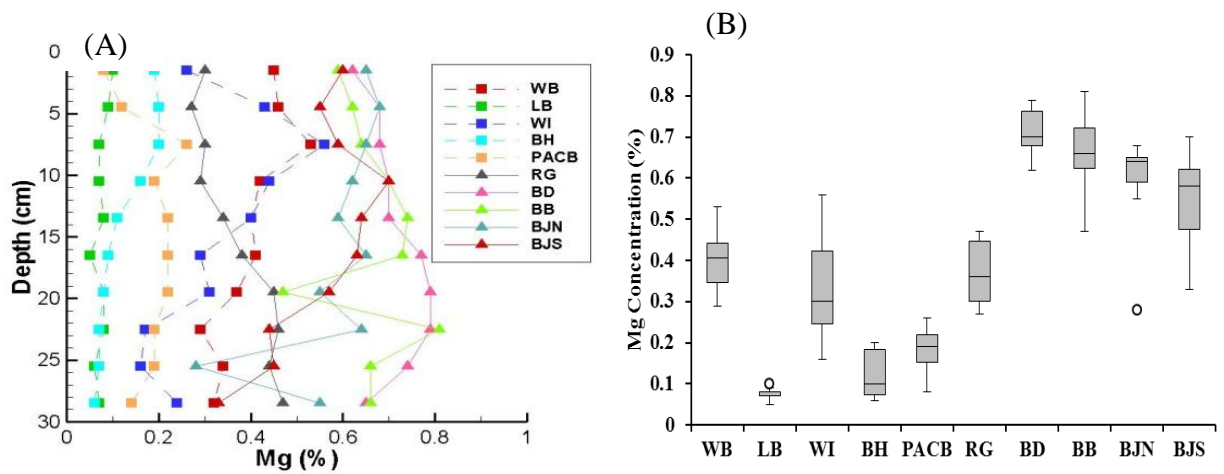 (A)
0
5
10
15
20
25
30
Depth (cm)
0 0.2 0.4 0.6 0.8 1
Mg (%)
WB
LB
WI
BH
PACB
RG
BD
BB
BJN
BJS
(B)
0.9
0.8
0.7
0.6
0.5
0.4
0.3
0.2
0.1
0
Mg Concentration (%)
WB LB WI BH PACB RG BD BB BJN BJS